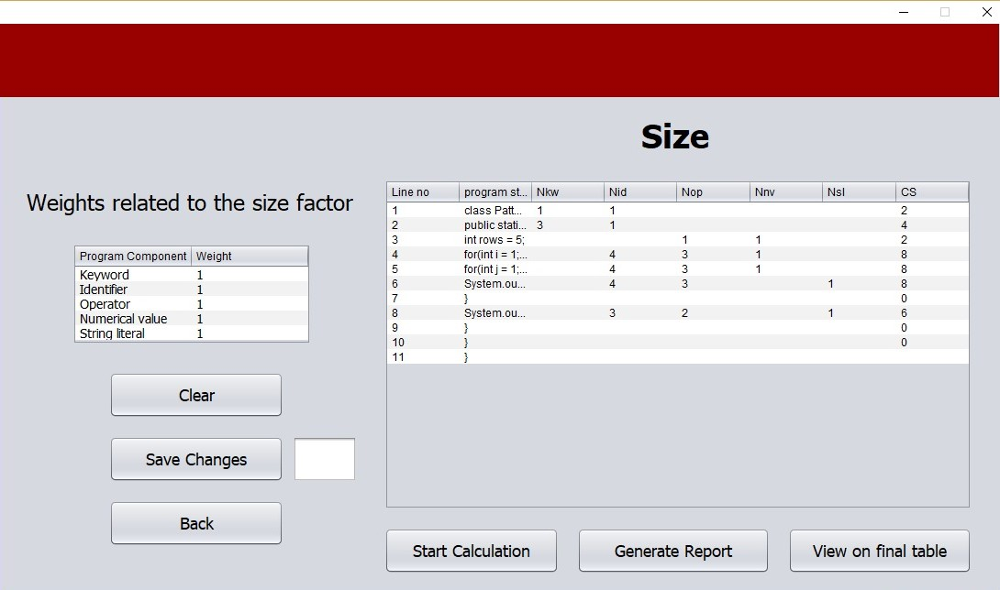 Size
Weights related to the size factor
Program Component Weight
Keyword 1
Identifier 1
Operator 1
Numerical value 1
String literal 1
Clear
Save Changes
Back
Line no program st... Nkw Nid Nop Nnv Nsl CS
1 class Patt... 1 1 2
2 public stati... 3 1 4
3 int rows = 5; 1 1 2
4 for(int i = 1;... 4 3 1 8
5 for(int j = 1;... 4 3 1 8
6 System.ou... 4 3 1 8
7 } 0
8 System.ou... 3 2 1 6
9 } 0
10 } 0
11 }
Start Calculation Generate Report View on final table